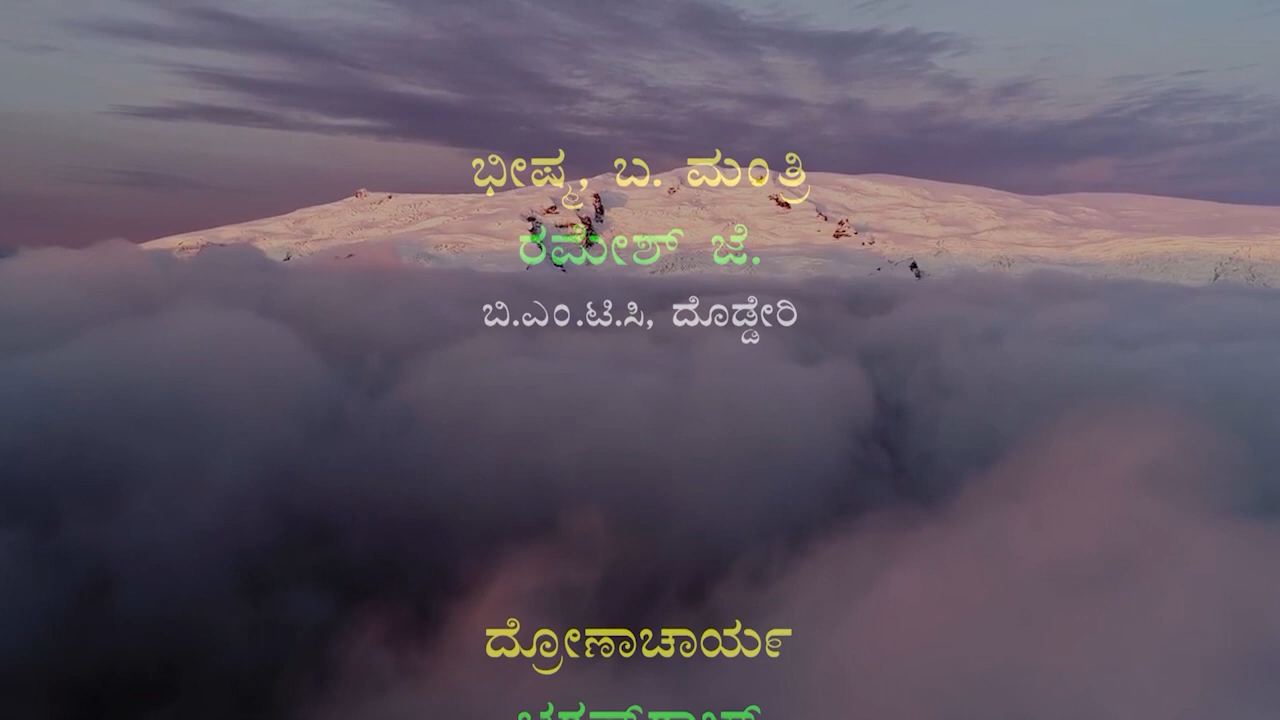 ಭೀಷ್ಮ, ಬ. ಮಂತ್ರಿ
ರಮೇಶ್ ಜೆ.
ಬಿ.ಎಂ.ಟಿ.ಸಿ, ದೊಡ್ಡೇರಿ
ದ್ರೋಣಾಚಾರ್ಯ